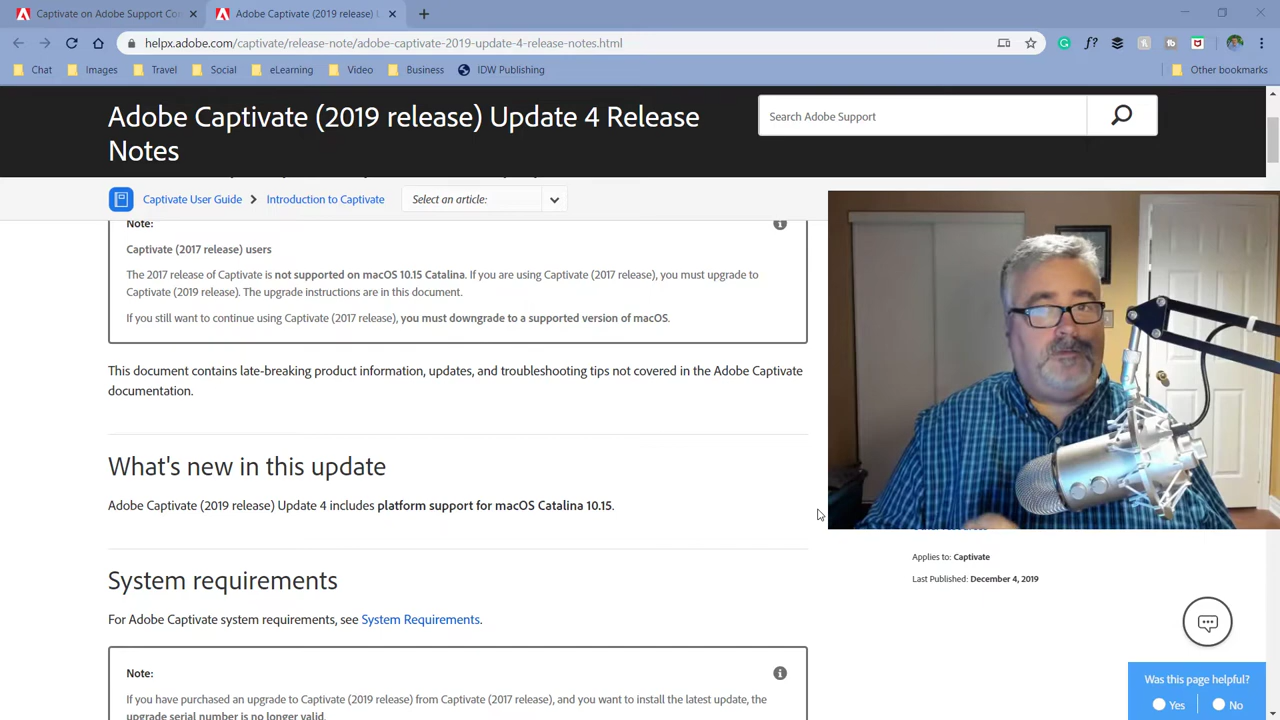 Captivate on Adobe Support Co
Adobe Captivate (2019 release) U
helpx.adobe.com/captivate/release-note/adobe-captivate-2019-update-4-release-notes.html
Chat Images Travel Social eLearning Video Business IDW Publishing Other bookmarks
Adobe Captivate (2019 release) Update 4 Release
Notes
Search Adobe Support
Captivate User Guide Introduction to Captivate Select an article:
Note:
Captivate (2017 release) users
The 2017 release of Captivate is not supported on macOS 10.15 Catalina. If you are using Captivate (2017 release), you must upgrade to
Captivate (2019 release). The upgrade instructions are in this document.
If you still want to continue using Captivate (2017 release), you must downgrade to a supported version of macOS.
This document contains late-breaking product information, updates, and troubleshooting tips not covered in the Adobe Captivate
documentation.
What's new in this update
Adobe Captivate (2019 release) Update 4 includes platform support for macOS Catalina 10.15.
Applies to: Captivate
Last Published: December 4, 2019
System requirements
For Adobe Captivate system requirements, see System Requirements.
Note:
If you have purchased an upgrade to Captivate (2019 release) from Captivate (2017 release), and you want to install the latest update, the
upgrade serial number is no longer valid.
Was this page helpful?
Yes No